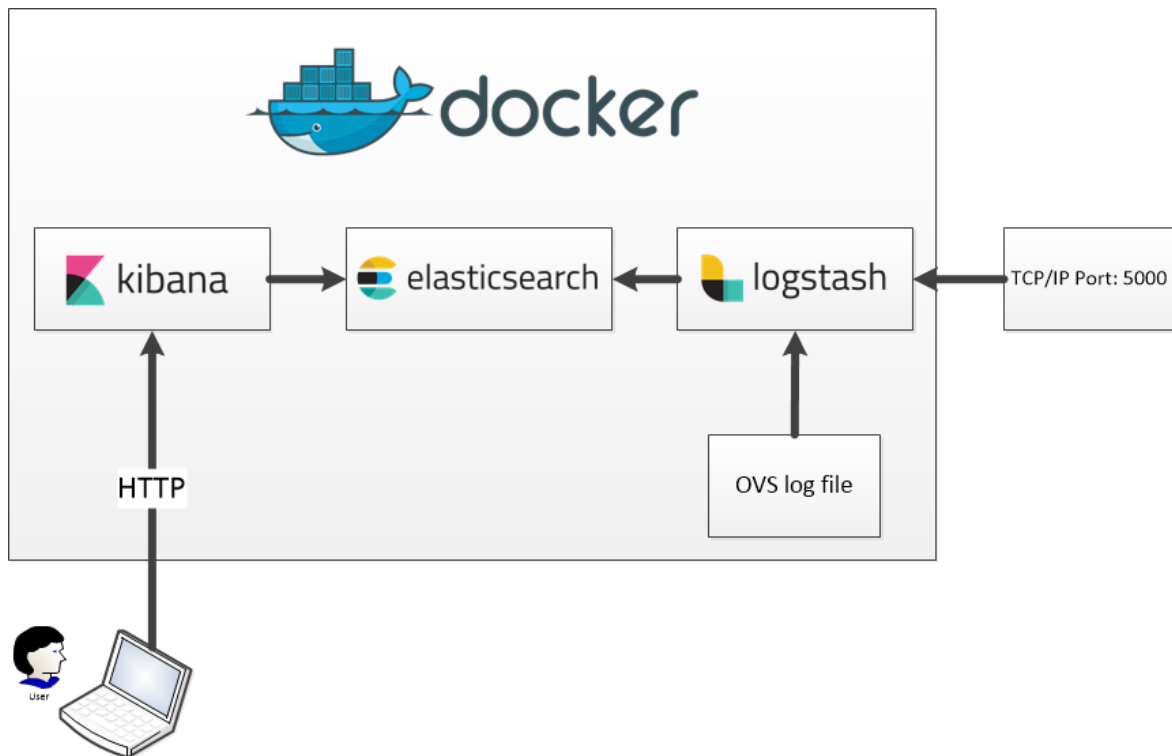 docker
kibana
elasticsearch
logstash
TCP/IP Port: 5000
HTTP
OVS log file
User